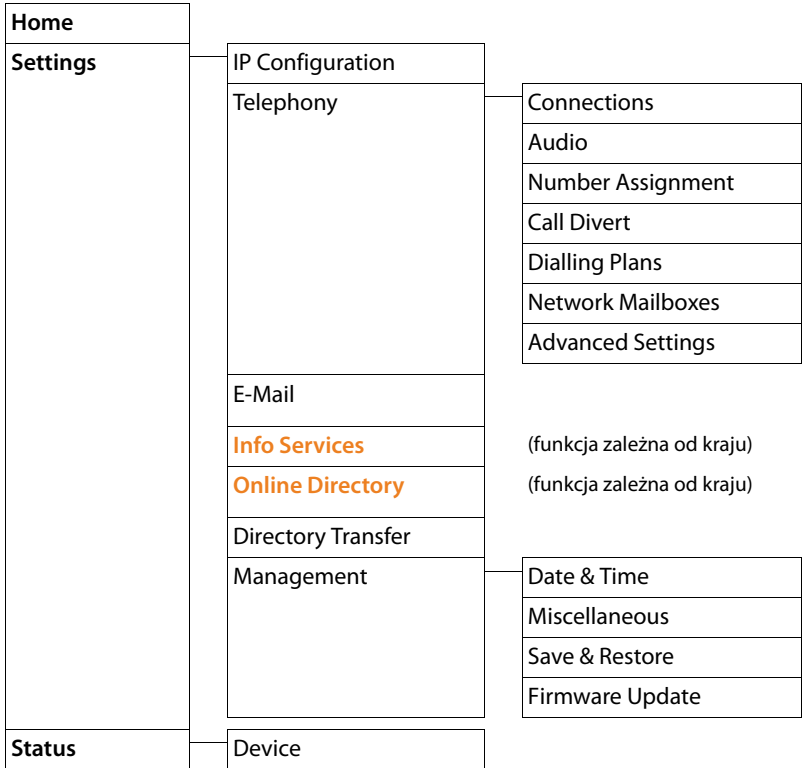 Home
Settings
IP Configuration
Telephony
Connections
Audio
Number Assignment
Call Divert
Dialling Plans
Network Mailboxes
Advanced Settings
E-Mail
Info Services
(funkcja zależna od kraju)
Online Directory
(funkcja zależna od kraju)
Directory Transfer
Management
Date & Time
Miscellaneous
Save & Restore
Firmware Update
Status
Device